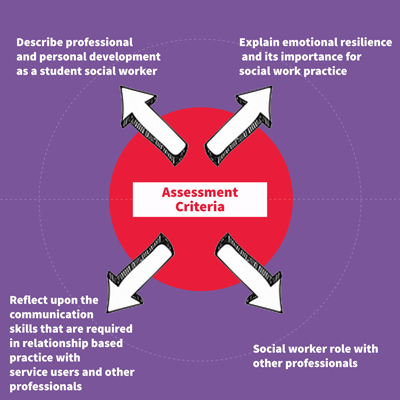 Describe professional
and personal development
as a student social worker
Explain emotional resilience
and its importance for
social work practice
Assessment
Criteria
Reflect upon the
communication
skills that are required
in relationship based
practice with
service users and other
professionals
Social worker role with
other professionals